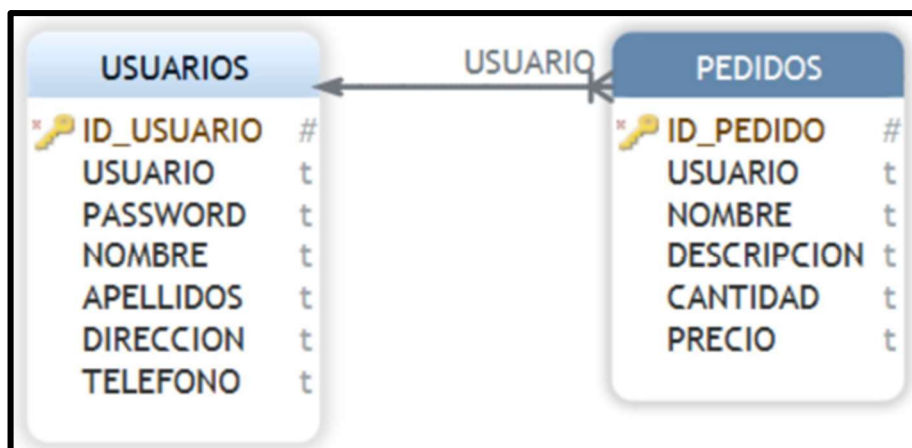 USUARIOS
ID_USUARIO #
USUARIO t
PASSWORD t
NOMBRE t
APELLIDOS t
DIRECCION t
TELEFONO t
USUARIO
PEDIDOS
ID_PEDIDO #
USUARIO t
NOMBRE t
DESCRIPCION t
CANTIDAD t
PRECIO t